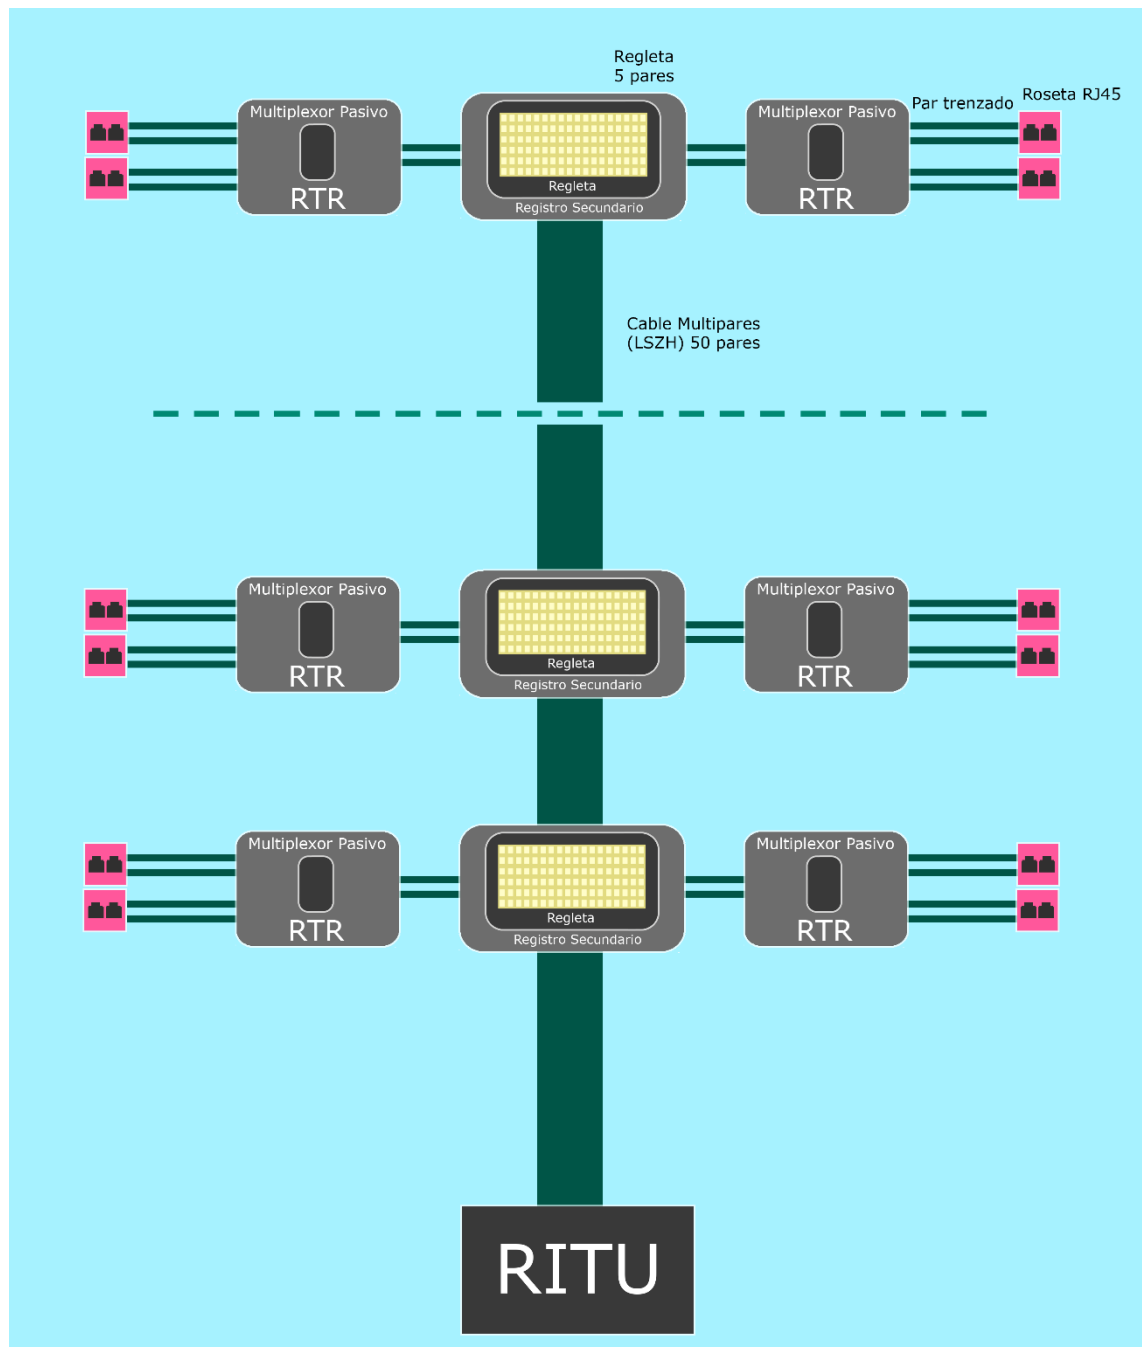 Regleta
5 pares
Multiplexor Pasivo
RTR
Regleta
Registro Secundario
Multiplexor Pasivo
RTR
Par trenzado
Roseta RJ45
Cable Multipares
(LSZH) 50 pares
Multiplexor Pasivo
RTR
Regleta
Registro Secundario
Multiplexor Pasivo
RTR
Multiplexor Pasivo
RTR
Regleta
Registro Secundario
Multiplexor Pasivo
RTR
RITU